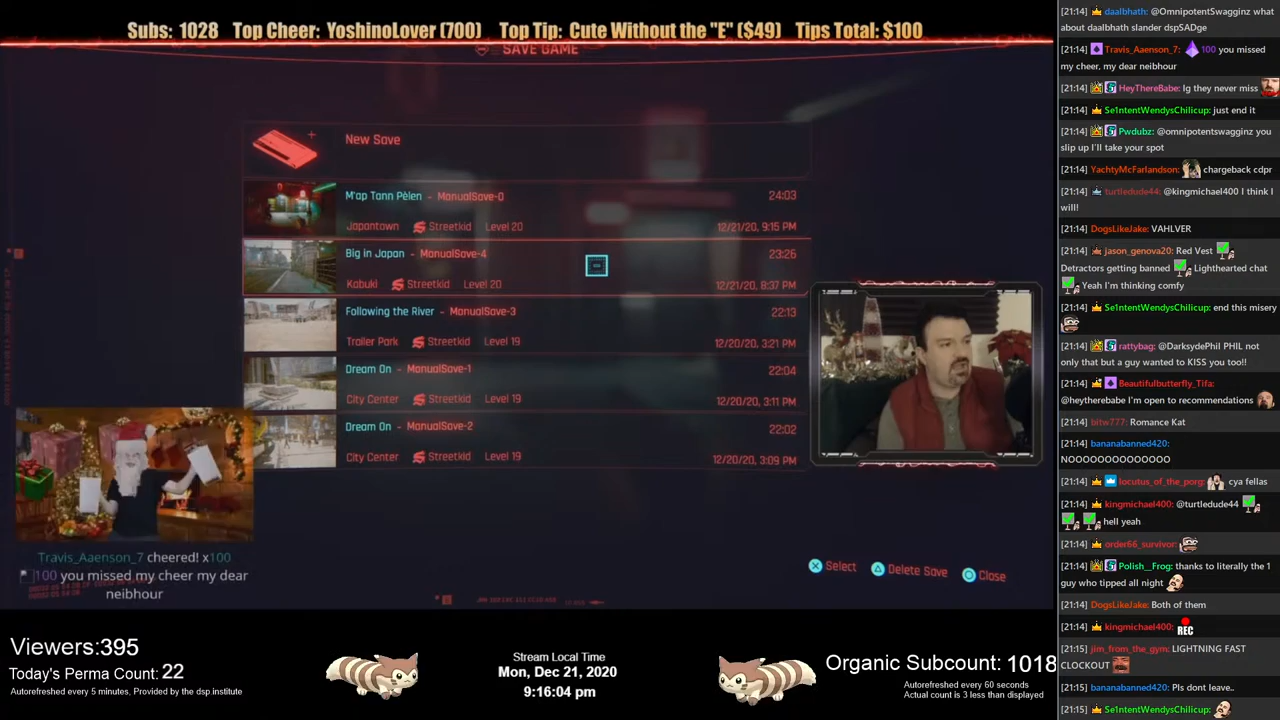 Subs: 1028 Top Cheer: YoshinoLover (700) Top Tip: Cute Without the "E" ($49) Tips Total: $100
SAVE GAME
New Save
M'ap Tann Pèlen - ManualSave-0 24:03
Japantown Streetkid Level 20 12/21/20, 9:15 PM
Big in Japan - ManualSave-4 23:26
Kabuki Streetkid Level 20 12/21/20, 8:37 PM
Following the River - ManualSave-3 22:13
Trailer Park Streetkid Level 19 12/20/20, 3:21 PM
Dream On - ManualSave-1 22:04
City Center Streetkid Level 19 12/20/20, 3:11 PM
Dream On - ManualSave-2 22:02
City Center Streetkid Level 19 12/20/20, 3:09 PM
Travis_Aaenson_7 cheered! x100
100 you missed my cheer my dear
neibhour
Select Delete Save Close
Viewers:395
Today's Perma Count: 22
Autorefreshed every 5 minutes, Provided by the dsp institute
Stream Local Time
Mon, Dec 21, 2020
9:16:04 pm
Organic Subcount: 1018
Autorefreshed every 60 seconds
Actual count is 3 less than displayed
[21:14] daalbhath: @OmnipotentSwagginz what
about daalbhath slander dspSADge
[21:14] Travis_Aaenson_7: 100 you missed
my cheer, my dear neibhour
[21:14] HeyThereBabe: Ig they never miss
[21:14] Se1ntentWendysChilicup: just end it
[21:14] Pwdubz: @omnipotentswagginz you
slip up I'll take your spot
[21:14] YachtyMcFarlandson: chargeback cdpr
[21:14] turtledude44: @kingmichael400 I think I
will!
[21:14] DogsLikeJake: VAHLVER
[21:14] jason_genova20: Red Vest
Detractors getting banned Lighthearted chat
Yeah I'm thinking comfy
[21:14] Se1ntentWendysChilicup: end this misery
[21:14] rattybag: @DarksydePhil PHIL not
only that but a guy wanted to KISS you too!!
[21:14] Beautifulbutterfly_Tifa:
@heytherebabe I'm open to recommendations
[21:14] bitw777: Romance Kat
[21:14] bananabanned420:
NOOOOOOOOOOOOO
[21:14] locutus_of_the_porg: cya fellas
[21:14] kingmichael400: @turtledude44
hell yeah
[21:14] order66_survivor:
[21:14] Polish__Frog: thanks to literally the 1
guy who tipped all night
[21:14] DogsLikeJake: Both of them
[21:14] kingmichael400: REC
[21:15] jim_from_the_gym: LIGHTNING FAST
CLOCKOUT
[21:15] bananabanned420: Pls dont leave..
[21:15] Se1ntentWendysChilicup: